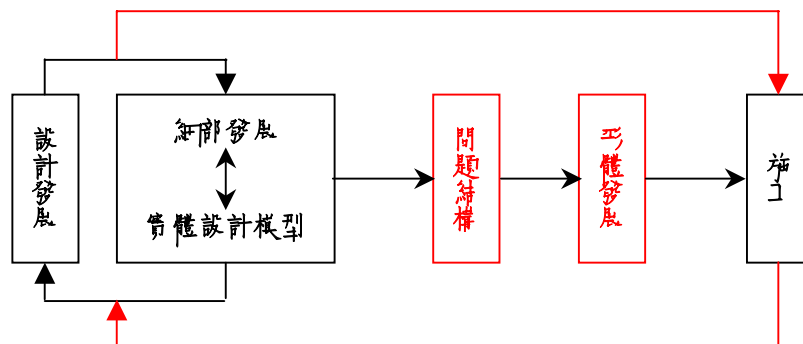 設計發展
細部發展
實體設計模型
問題結構
形體發展
施工